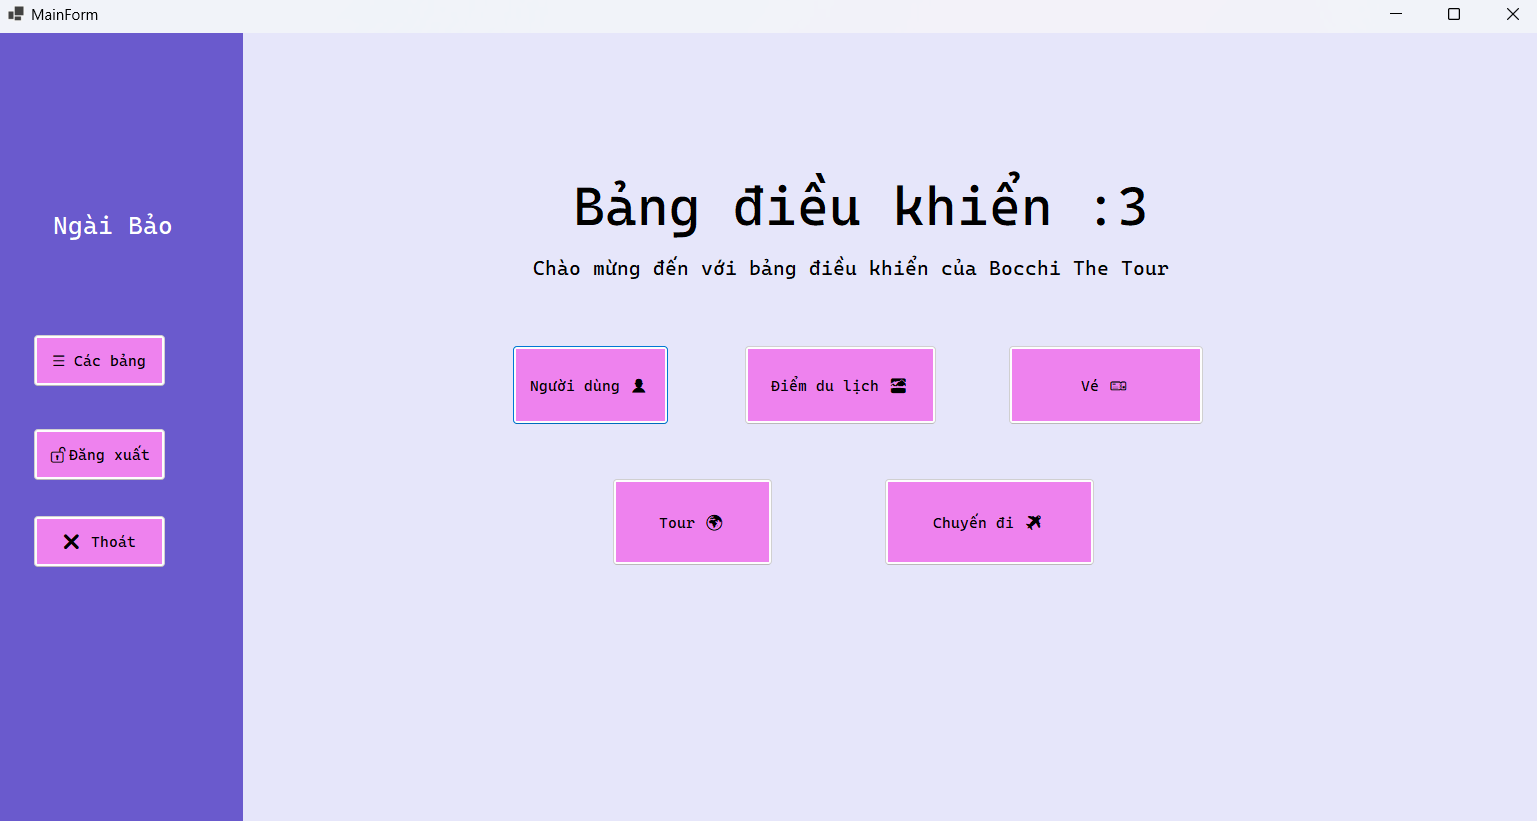 MainForm
Ngài Bảo
☰ Các bảng
🔓Đăng xuất
❌ Thoát
Bảng điều khiển :3
Chào mừng đến với bảng điều khiển của Bocchi The Tour
Người dùng 👤
Điểm du lịch 🏞
Vé 🎫
Tour 🌍
Chuyến đi ✈